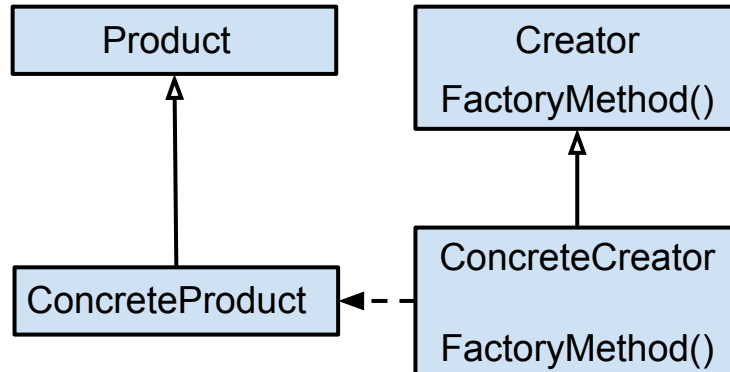 Product
Creator
FactoryMethod()
ConcreteProduct
ConcreteCreator
FactoryMethod()